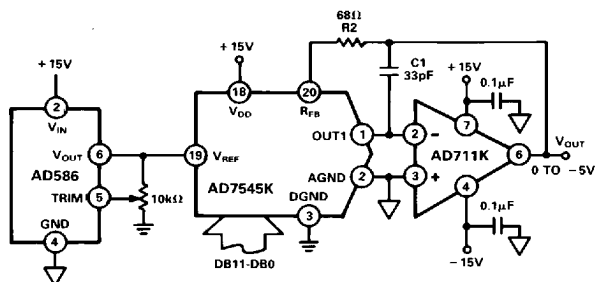 68Ω
R2
C1
33pF
+15V
+15V
+15V
0.1μF
2
VIN
18
VDD
20
RFB
7
VOUT
6
19
VREF
OUT1
1
2
−
AD711K
6
VOUT
0 TO −5V
AD586
TRIM
5
10kΩ
AD7545K
AGND
2
3
+
4
GND
4
DGND
3
DB11-DB0
0.1μF
−15V